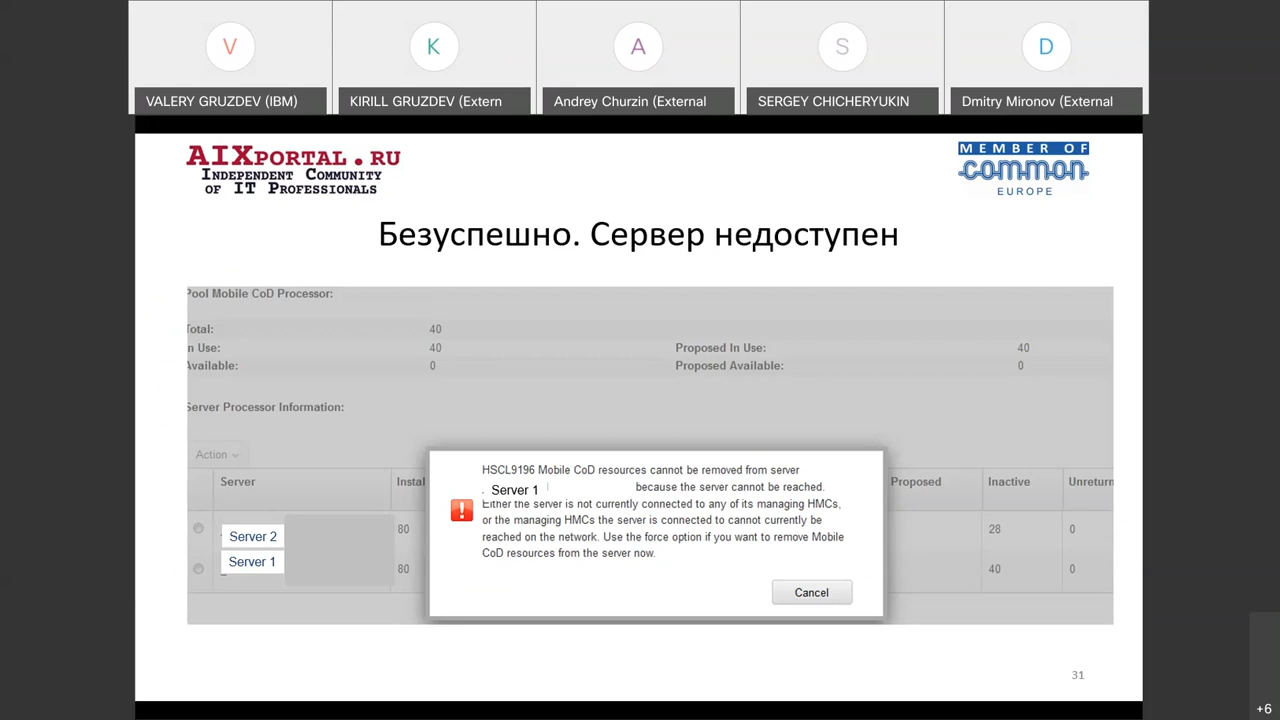 V
K
A
S
D
VALERY GRUZDEV (IBM)
KIRILL GRUZDEV (Extern
Andrey Churzin (External
SERGEY CHICHERYUKIN
Dmitry Mironov (External
AIXPORTAL.RU
INDEPENDENT COMMUNITY
OF IT PROFESSIONALS
MEMBER OF
common
EUROPE
Безуспешно. Сервер недоступен
Pool Mobile CoD Processor:
Total: 40
In Use: 40 Proposed In Use: 40
Available: 0 Proposed Available: 0
Server Processor Information:
Action
Server Instal Proposed Inactive Unreturn
Server 2 80 28 0
Server 1 80 40 0
HSCL9196 Mobile CoD resources cannot be removed from server
Server 1 because the server cannot be reached.
Either the server is not currently connected to any of its managing HMCs,
or the managing HMCs the server is connected to cannot currently be
reached on the network. Use the force option if you want to remove Mobile
CoD resources from the server now.
Cancel
31
+6